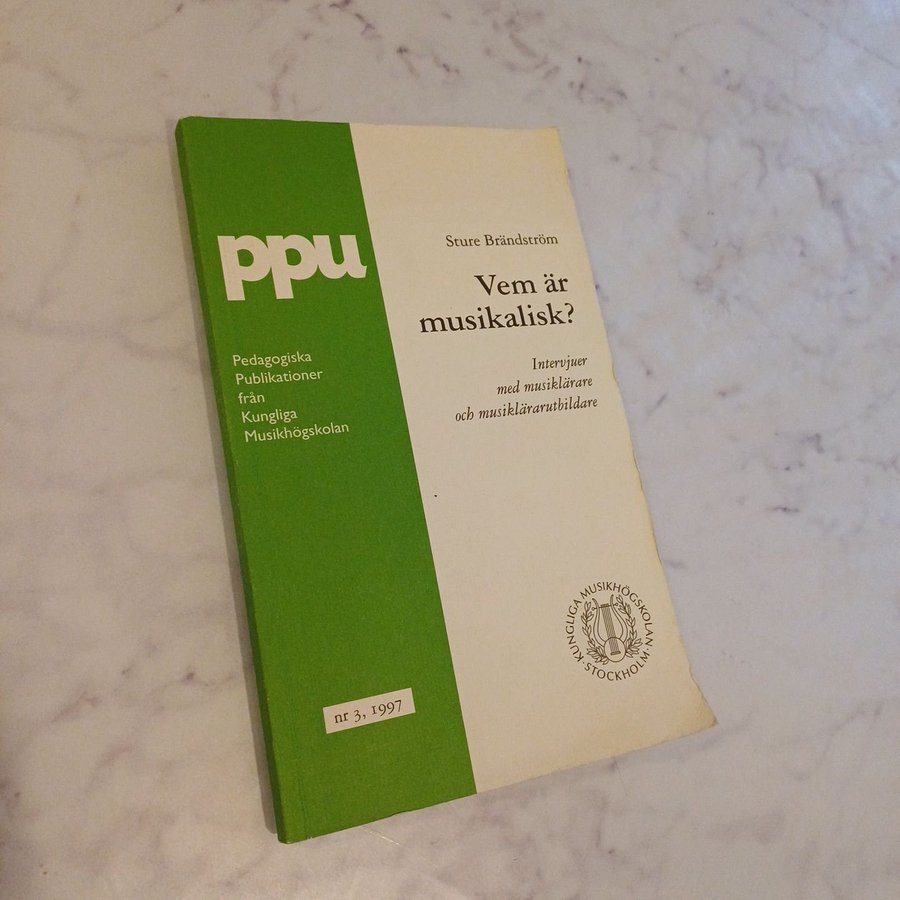 ppu
Pedagogiska
Publikationer
från
Kungliga
Musikhögskolan
nr 3, 1997
Sture Brändström
Vem är
musikalisk?
Intervjuer
med musiklärare
och musiklärarutbildare
KUNGLIGA MUSIKHÖGSKOLAN · STOCKHOLM ·